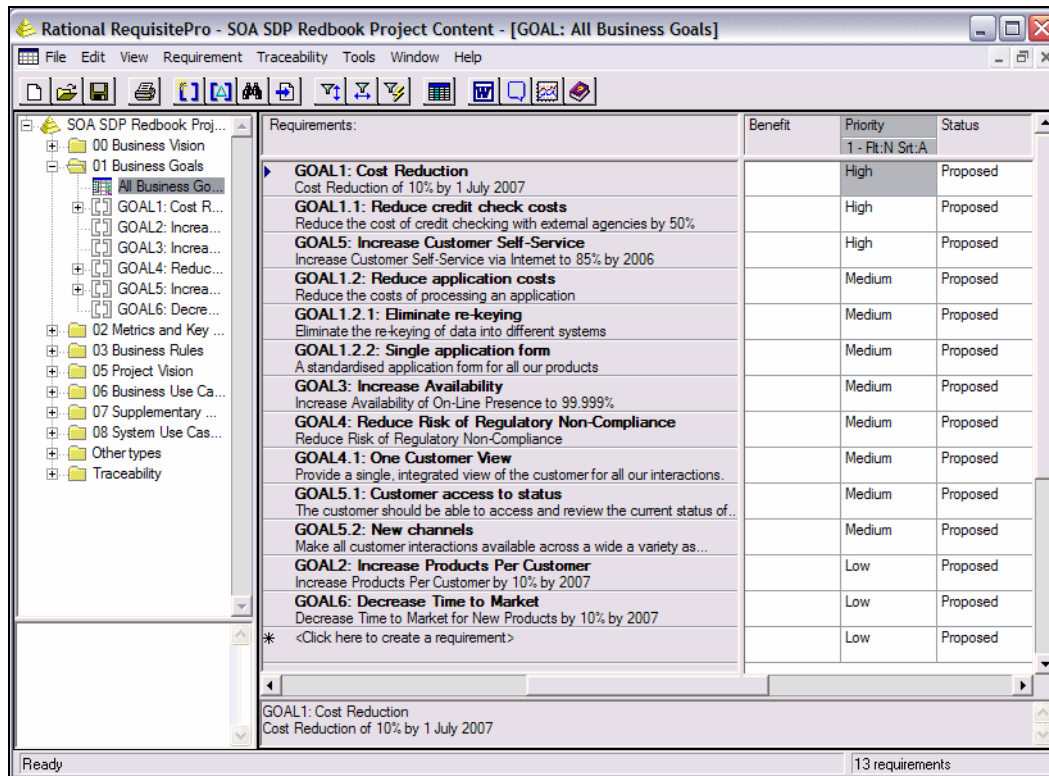 Rational RequisitePro - SOA SDP Redbook Project Content - [GOAL: All Business Goals]
File Edit View Requirement Traceability Tools Window Help
SOA SDP Redbook Proj...
00 Business Vision
01 Business Goals
All Business Go...
GOAL1: Cost R...
GOAL2: Increa...
GOAL3: Increa...
GOAL4: Reduc...
GOAL5: Increa...
GOAL6: Decre...
02 Metrics and Key ...
03 Business Rules
05 Project Vision
06 Business Use Ca...
07 Supplementary ...
08 System Use Cas...
Other types
Traceability
Requirements: Benefit Priority Status
1 - Flt:N Srt:A
GOAL1: Cost Reduction High Proposed
Cost Reduction of 10% by 1 July 2007
GOAL1.1: Reduce credit check costs High Proposed
Reduce the cost of credit checking with external agencies by 50%
GOAL5: Increase Customer Self-Service High Proposed
Increase Customer Self-Service via Internet to 85% by 2006
GOAL1.2: Reduce application costs Medium Proposed
Reduce the costs of processing an application
GOAL1.2.1: Eliminate re-keying Medium Proposed
Eliminate the re-keying of data into different systems
GOAL1.2.2: Single application form Medium Proposed
A standardised application form for all our products
GOAL3: Increase Availability Medium Proposed
Increase Availability of On-Line Presence to 99.999%
GOAL4: Reduce Risk of Regulatory Non-Compliance Medium Proposed
Reduce Risk of Regulatory Non-Compliance
GOAL4.1: One Customer View Medium Proposed
Provide a single, integrated view of the customer for all our interactions.
GOAL5.1: Customer access to status Medium Proposed
The customer should be able to access and review the current status of..
GOAL5.2: New channels Medium Proposed
Make all customer interactions available across a wide a variety as...
GOAL2: Increase Products Per Customer Low Proposed
Increase Products Per Customer by 10% by 2007
GOAL6: Decrease Time to Market Low Proposed
Decrease Time to Market for New Products by 10% by 2007
<Click here to create a requirement> Low Proposed
GOAL1: Cost Reduction
Cost Reduction of 10% by 1 July 2007
Ready 13 requirements